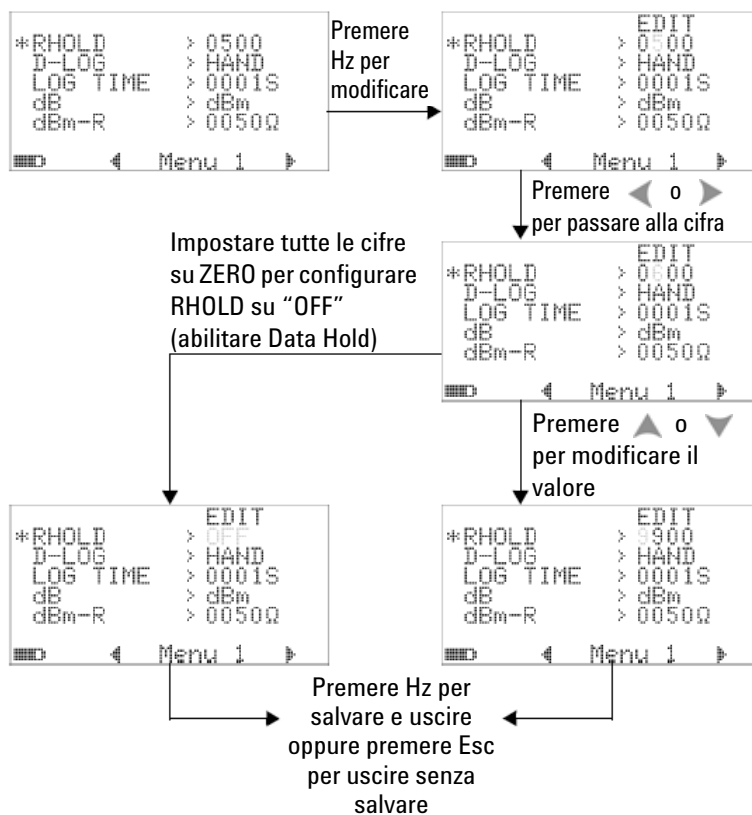 *RHOLD > 0500
D-LOG > HAND
LOG TIME > 0001S
dB > dBm
dBm-R > 0050Ω
Menu 1
Premere
Hz per
modificare
EDIT
*RHOLD > 0500
D-LOG > HAND
LOG TIME > 0001S
dB > dBm
dBm-R > 0050Ω
Menu 1
Premere o
per passare alla cifra
Impostare tutte le cifre
su ZERO per configurare
RHOLD su “OFF”
(abilitare Data Hold)
EDIT
*RHOLD > 0600
D-LOG > HAND
LOG TIME > 0001S
dB > dBm
dBm-R > 0050Ω
Menu 1
Premere o
per modificare il
valore
EDIT
*RHOLD > OFF
D-LOG > HAND
LOG TIME > 0001S
dB > dBm
dBm-R > 0050Ω
Menu 1
EDIT
*RHOLD > 9900
D-LOG > HAND
LOG TIME > 0001S
dB > dBm
dBm-R > 0050Ω
Menu 1
Premere Hz per
salvare e uscire
oppure premere Esc
per uscire senza
salvare